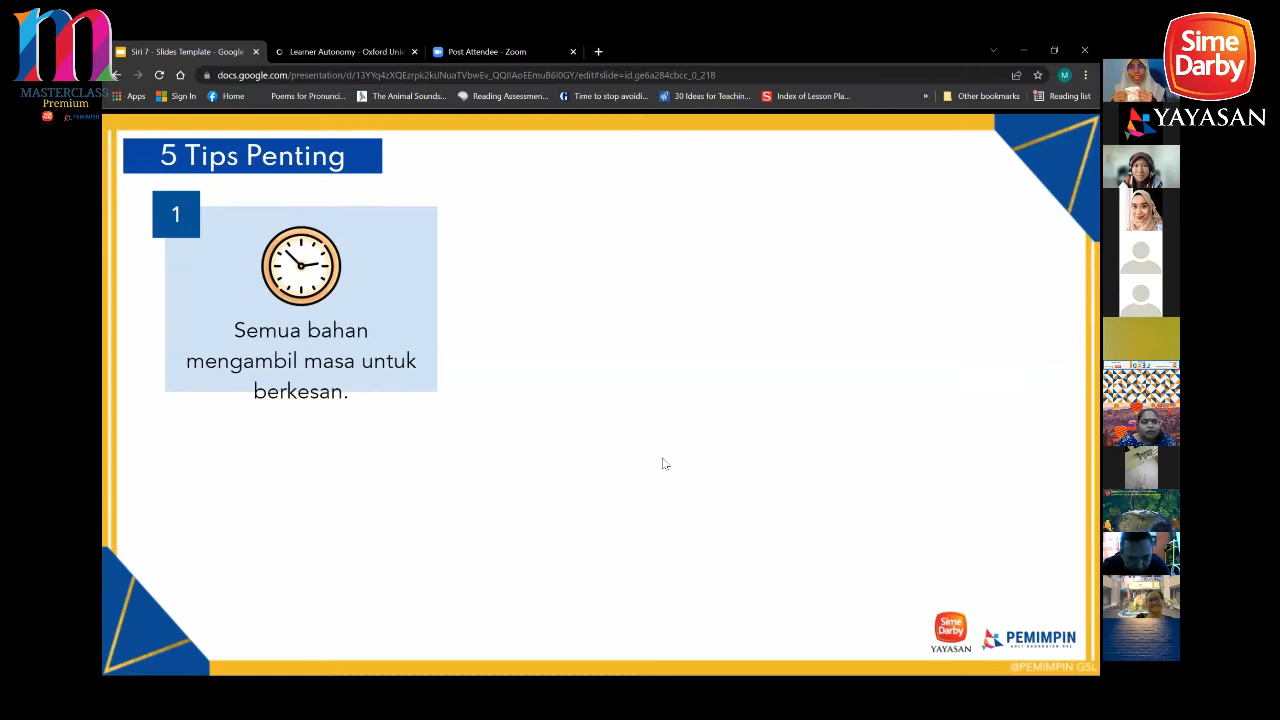 Siri 7 - Slides Template - Google
Learner Autonomy - Oxford Univ
Post Attendee - Zoom
docs.google.com/presentation/d/13YYq4zXQEzrpk2kiJNuaTVbwEv_QQIIAoEEmuB6I0GY/edit#slide=id.ge6a284cbcc_0_218
M
Apps
Sign In
Home
Poems for Pronunci...
The Animal Sounds...
Reading Assessmen...
Time to stop avoidi...
30 Ideas for Teachin...
Index of Lesson Pla...
»
Other bookmarks
Reading list
MASTERCLASS
Premium
PEMIMPIN
Sime
Darby
YAYASAN
5 Tips Penting
1
Semua bahan
mengambil masa untuk
berkesan.
Sime
Darby
YAYASAN
PEMIMPIN
@PEMIMPIN GSL